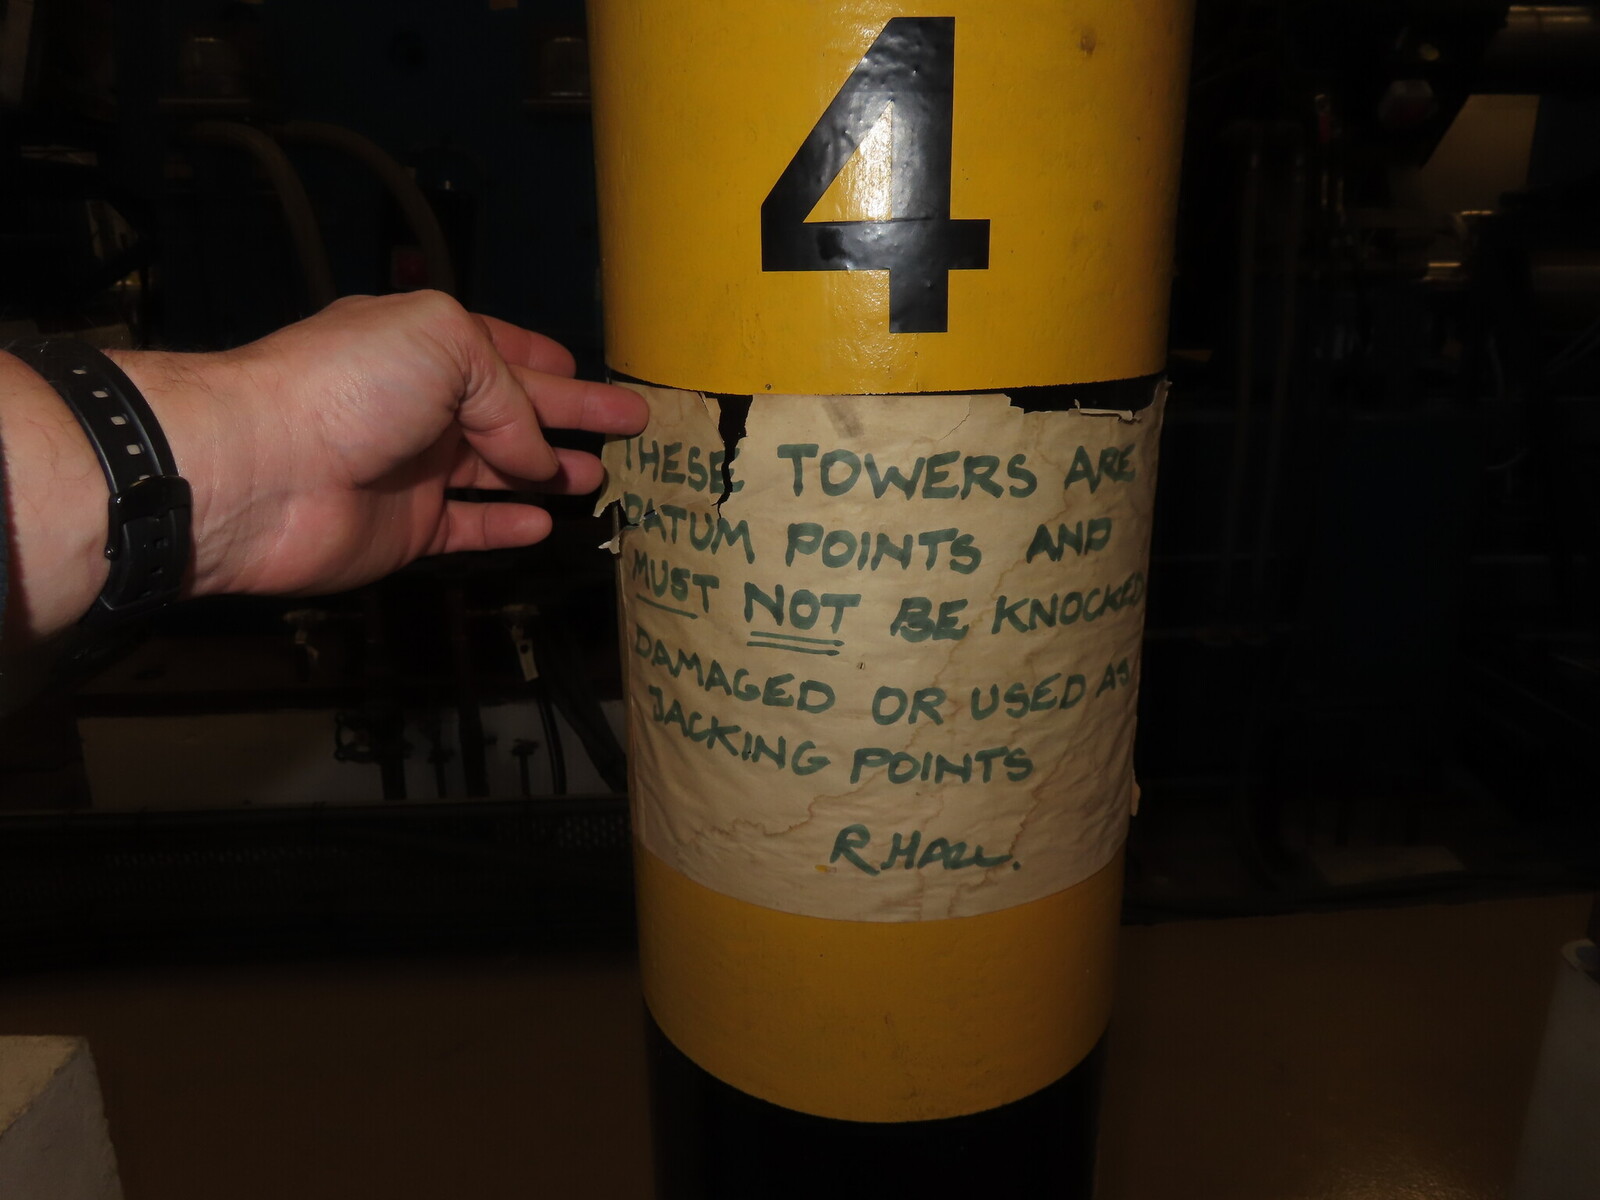 4
THESE TOWERS ARE
DATUM POINTS AND
MUST NOT BE KNOCKED
DAMAGED OR USED AS
JACKING POINTS
R.HALL.